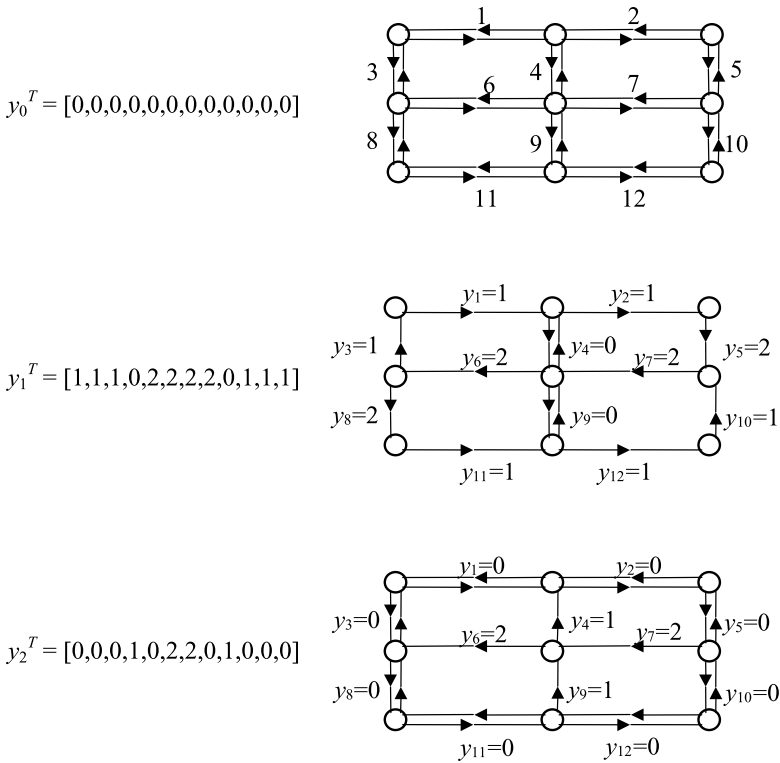 1 2
3 4 5
y₀ᵀ = [0,0,0,0,0,0,0,0,0,0,0,0]
6 7
8 9 10
11 12
y₁=1 y₂=1
y₃=1 y₄=0 y₅=2
y₆=2 y₇=2
y₁ᵀ = [1,1,1,0,2,2,2,2,0,1,1,1]
y₈=2 y₉=0 y₁₀=1
y₁₁=1 y₁₂=1
y₁=0 y₂=0
y₃=0 y₄=1 y₅=0
y₆=2 y₇=2
y₂ᵀ = [0,0,0,1,0,2,2,0,1,0,0,0]
y₈=0 y₉=1 y₁₀=0
y₁₁=0 y₁₂=0